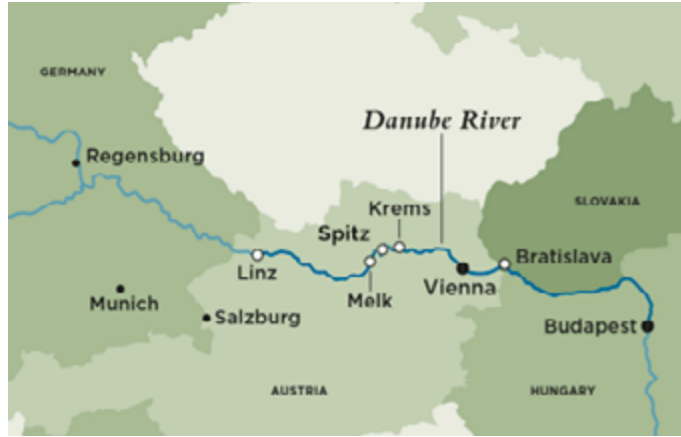 GERMANY
Danube River
Regensburg
SLOVAKIA
Krems
Spitz
Bratislava
Linz
Vienna
Melk
Munich
Salzburg
Budapest
AUSTRIA
HUNGARY